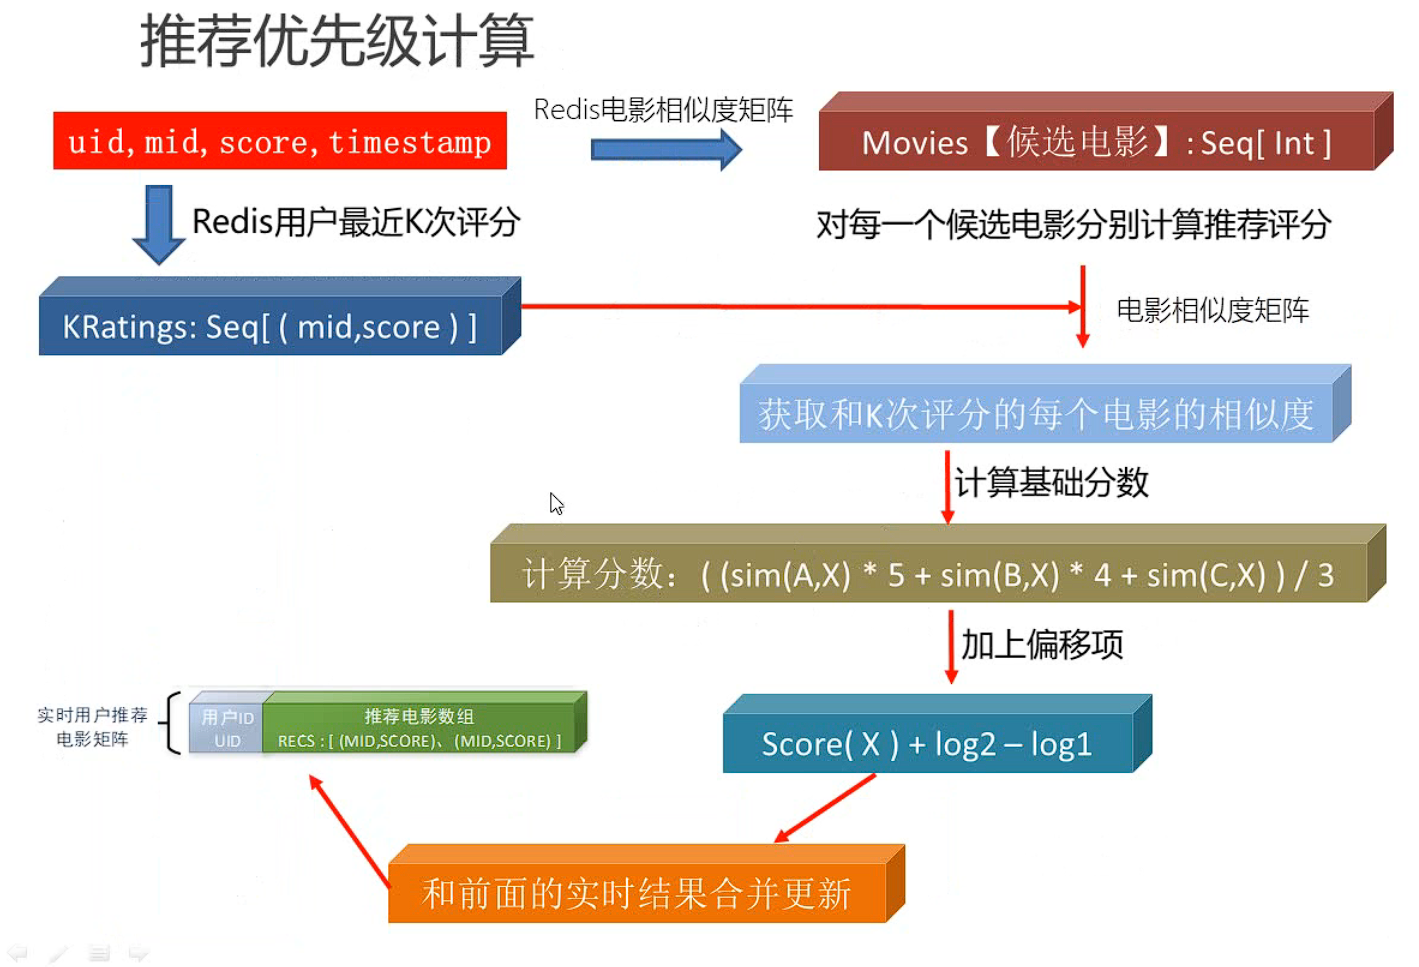 推荐优先级计算
uid,mid,score,timestamp
Redis电影相似度矩阵
Movies【候选电影】: Seq[ Int ]
Redis用户最近K次评分
对每一个候选电影分别计算推荐评分
KRatings: Seq[ ( mid,score ) ]
电影相似度矩阵
获取和K次评分的每个电影的相似度
计算基础分数
计算分数： ( (sim(A,X) * 5 + sim(B,X) * 4 + sim(C,X) ) / 3
加上偏移项
实时用户推荐
电影矩阵
用户ID
UID
推荐电影数组
RECS : [ (MID,SCORE)、(MID,SCORE) ]
Score( X ) + log2 – log1
和前面的实时结果合并更新